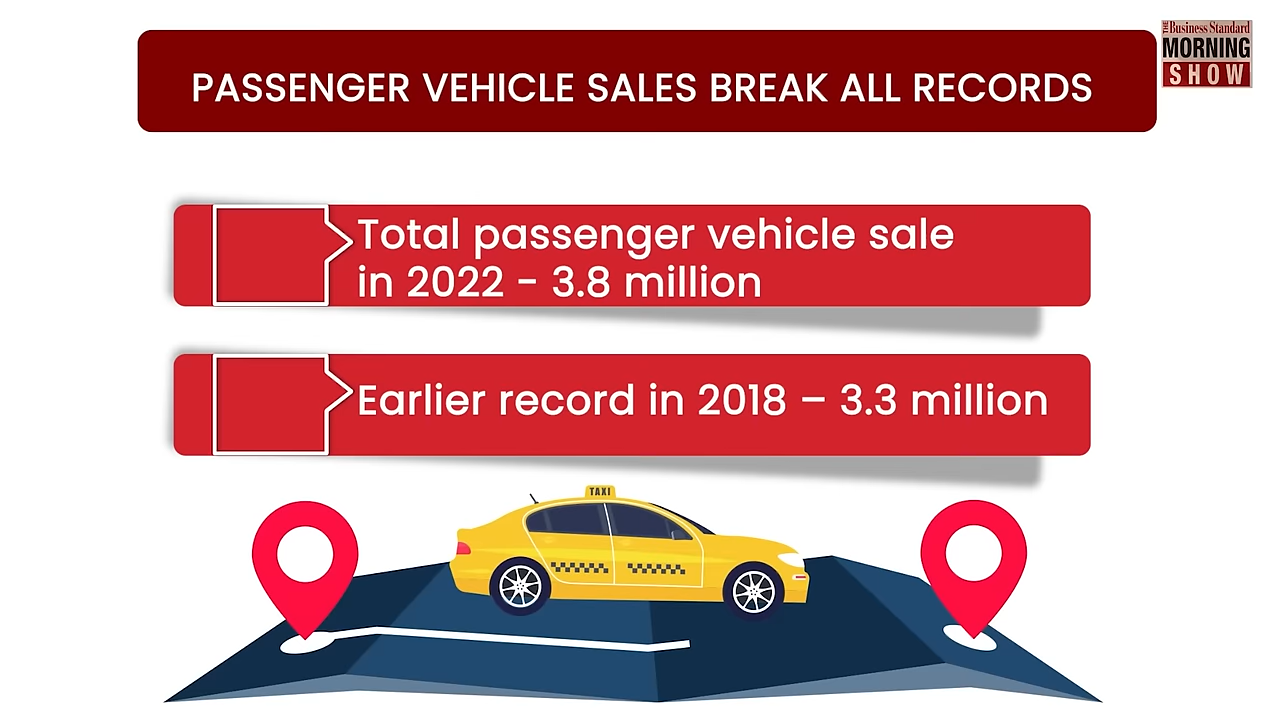 THE Business Standard
MORNING
SHOW
PASSENGER VEHICLE SALES BREAK ALL RECORDS
Total passenger vehicle sale
in 2022 - 3.8 million
Earlier record in 2018 – 3.3 million
TAXI